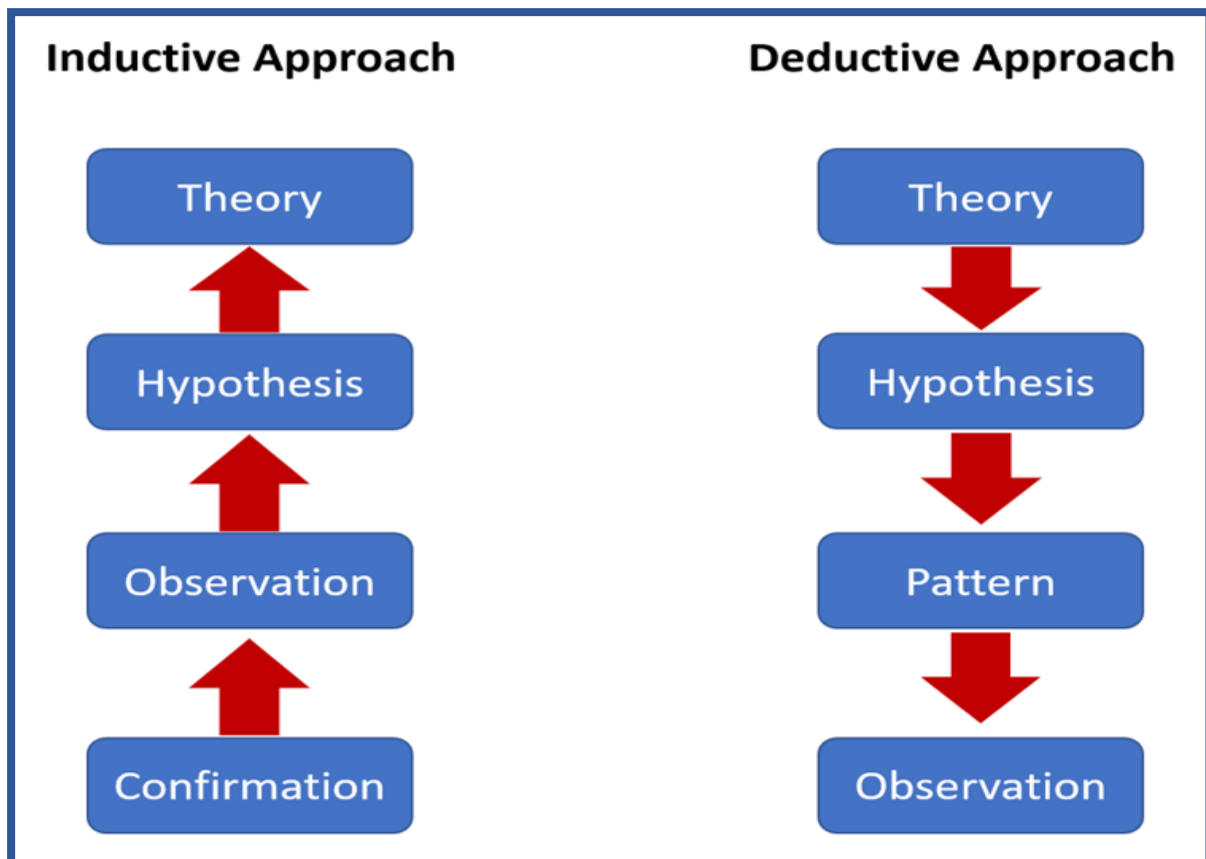 Inductive Approach
Theory
Hypothesis
Observation
Confirmation
Deductive Approach
Theory
Hypothesis
Pattern
Observation